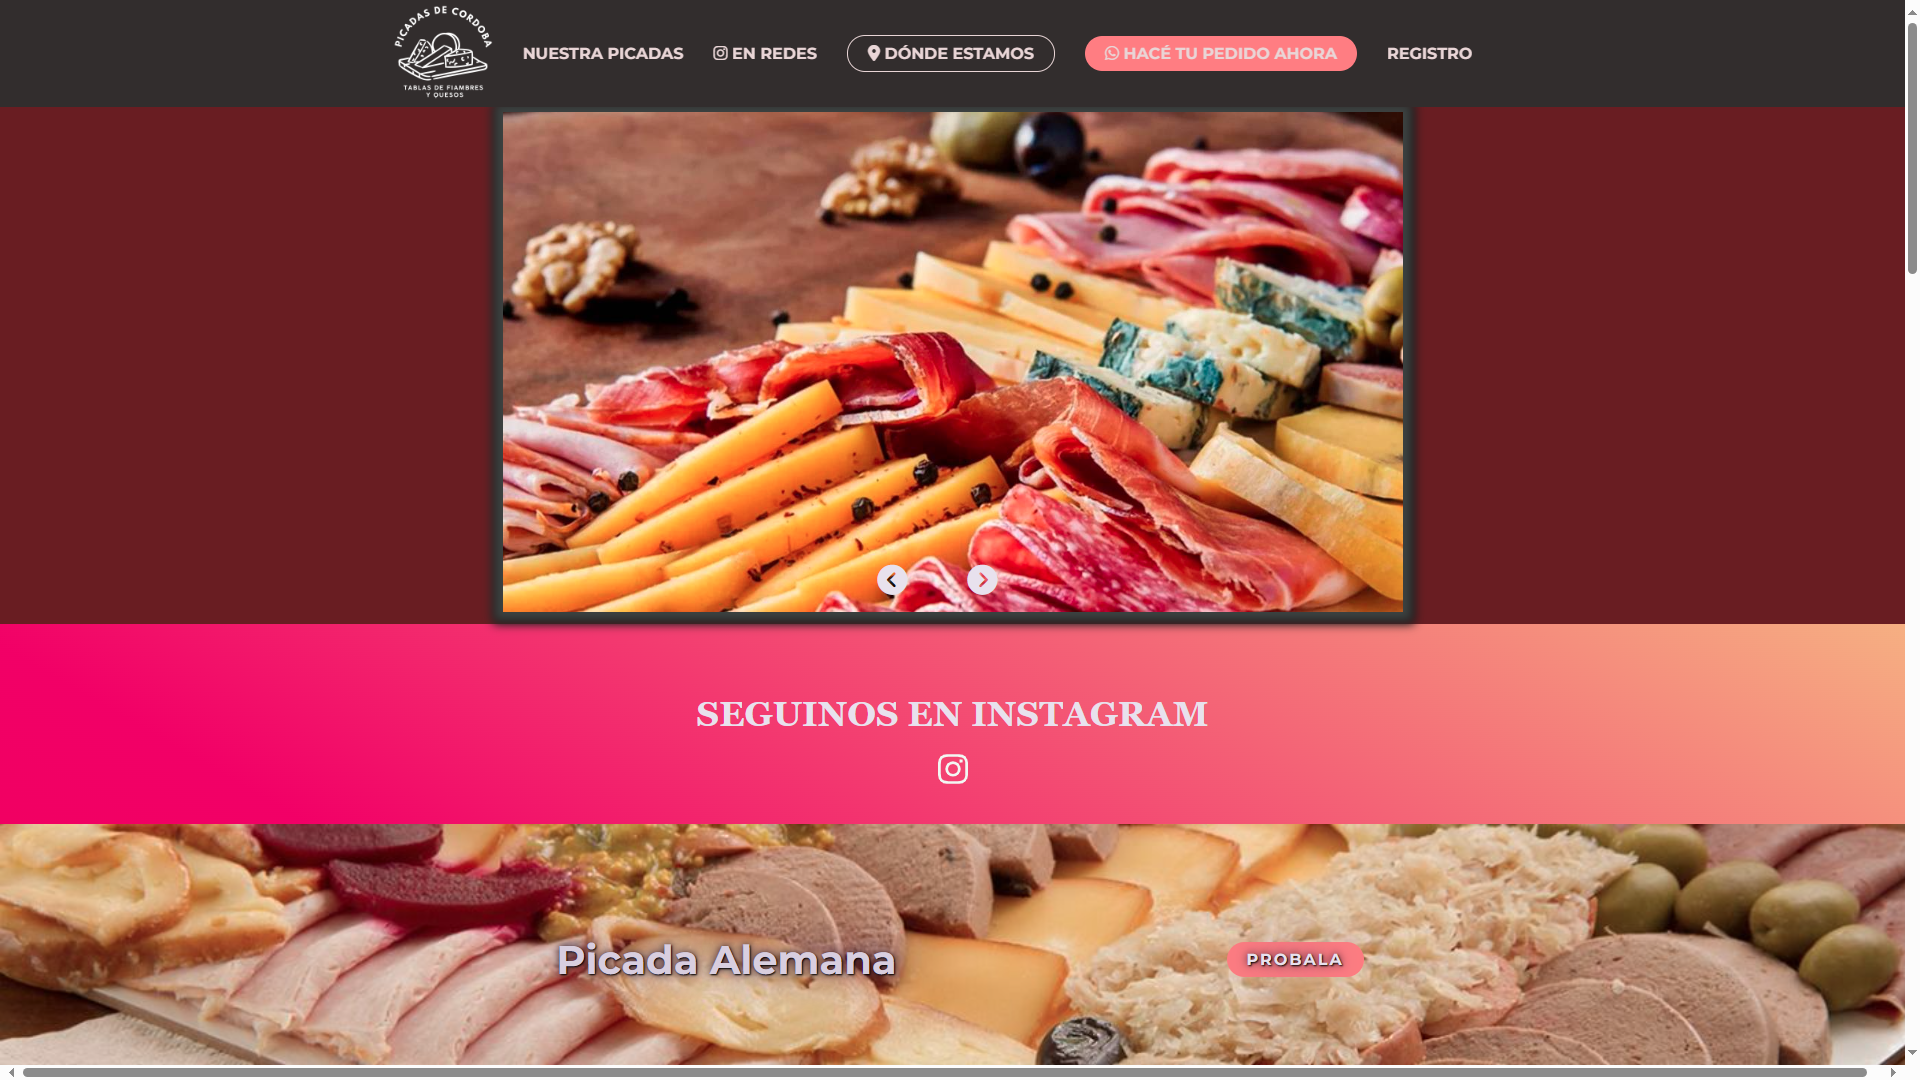 PICADAS DE CORDOBA
TABLAS DE FIAMBRES
Y QUESOS
NUESTRA PICADAS
EN REDES
DÓNDE ESTAMOS
HACÉ TU PEDIDO AHORA
REGISTRO
SEGUINOS EN INSTAGRAM
Picada Alemana
PROBALA